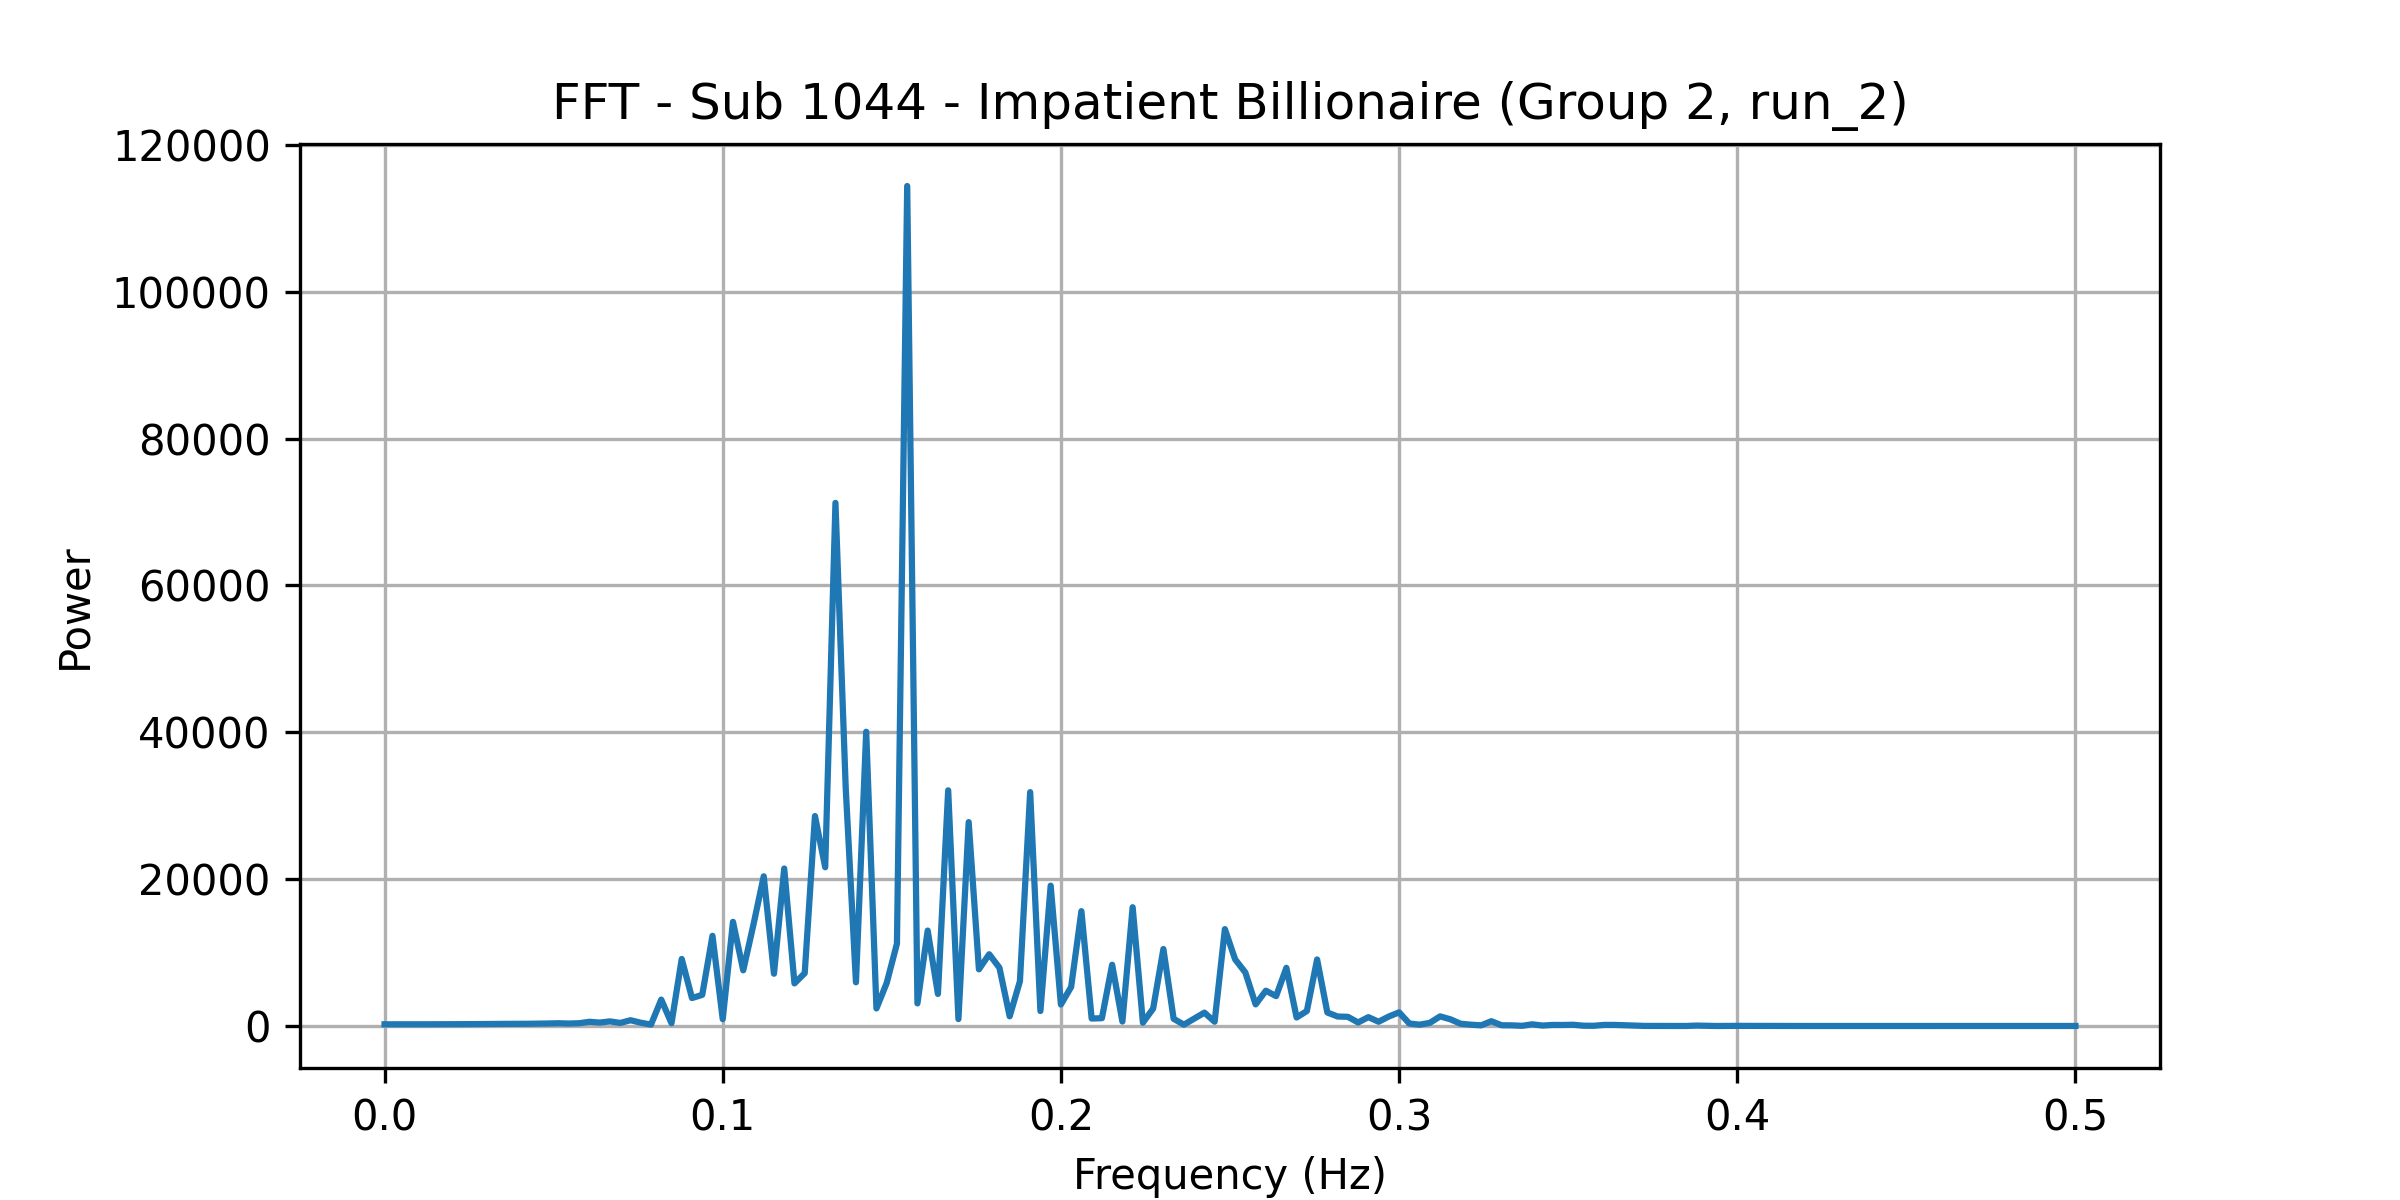 FFT - Sub 1044 - Impatient Billionaire (Group 2, run_2)
120000
100000
80000
60000
40000
20000
0
Power
0.0 0.1 0.2 0.3 0.4 0.5
Frequency (Hz)